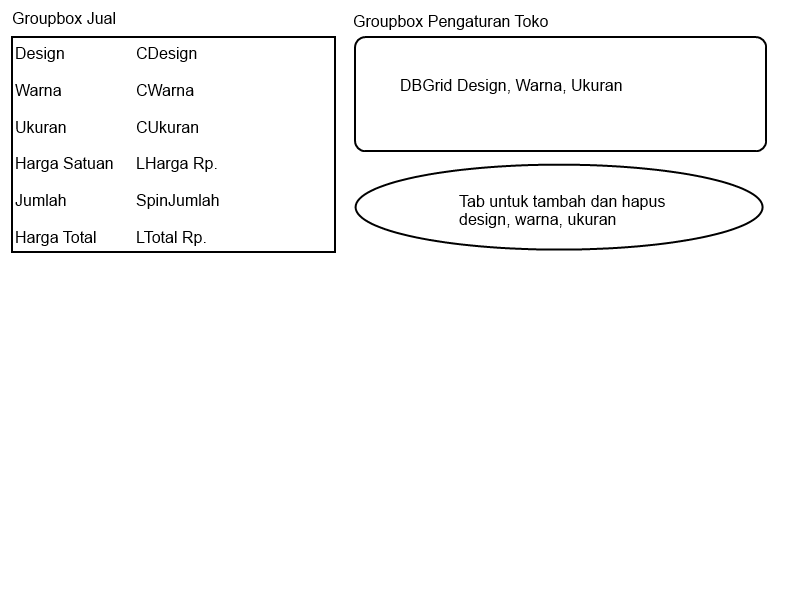 Groupbox Jual
Design CDesign
Warna CWarna
Ukuran CUkuran
Harga Satuan LHarga Rp.
Jumlah SpinJumlah
Harga Total LTotal Rp.
Groupbox Pengaturan Toko
DBGrid Design, Warna, Ukuran
Tab untuk tambah dan hapus
design, warna, ukuran